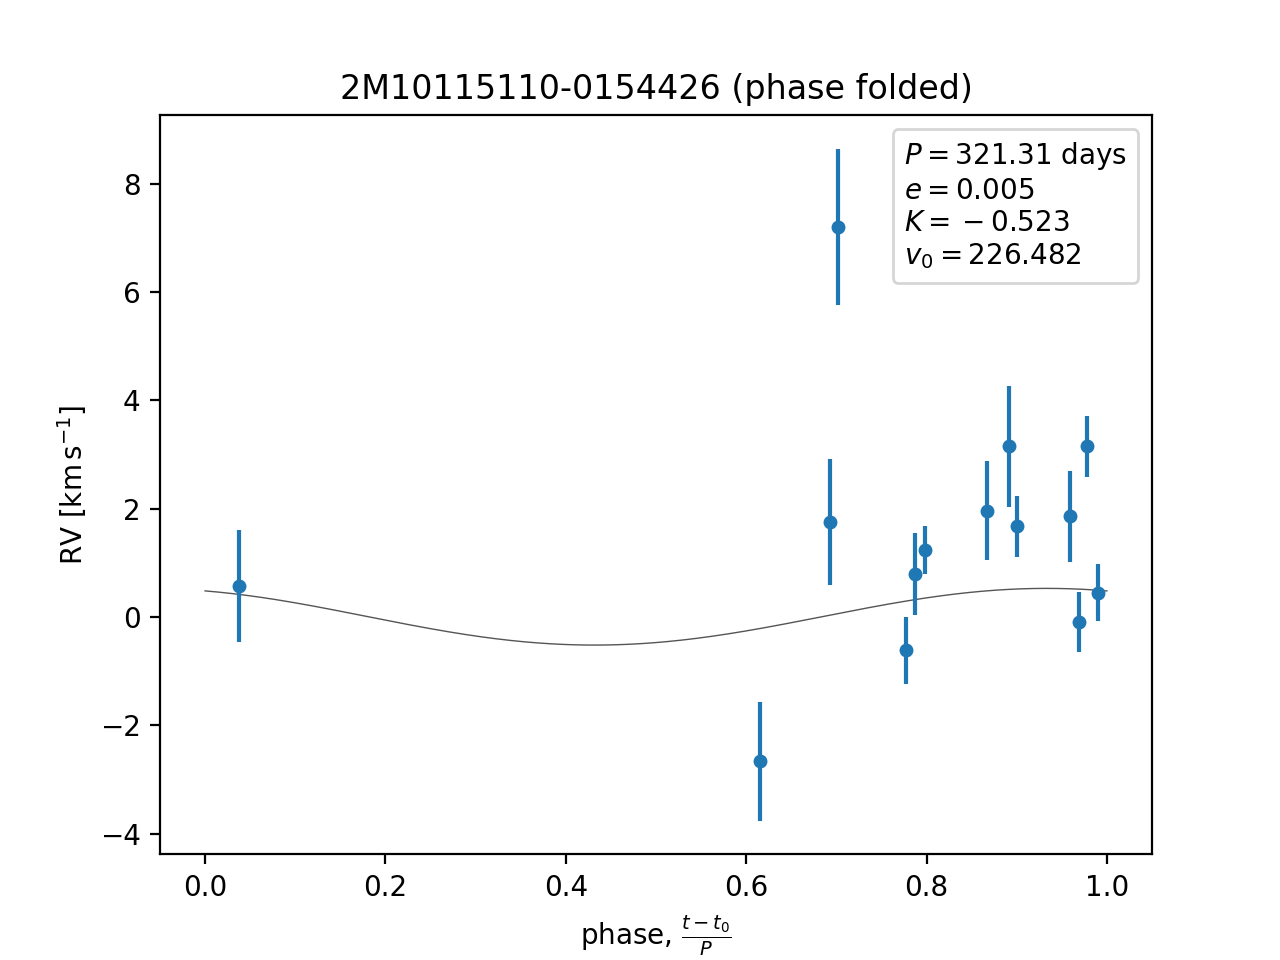 2M10115110-0154426 (phase folded)
P = 321.31 days
e = 0.005
K = −0.523
v₀ = 226.482
8
6
4
2
0
−2
−4
RV [km s⁻¹]
0.0 0.2 0.4 0.6 0.8 1.0
phase, (t − t₀)/P